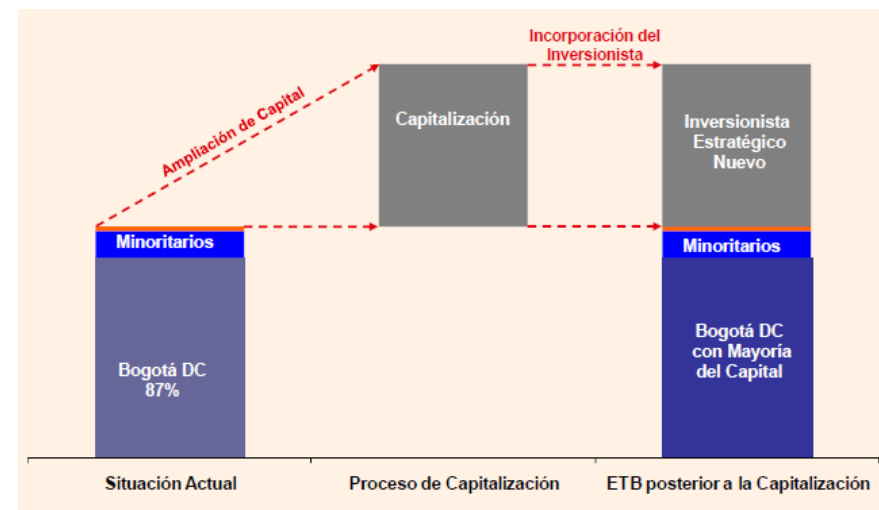 Incorporación del
Inversionista
Ampliación de Capital
Capitalización
Inversionista
Estratégico
Nuevo
Minoritarios
Minoritarios
Bogotá DC
87%
Bogotá DC
con Mayoría
del Capital
Situación Actual
Proceso de Capitalización
ETB posterior a la Capitalización